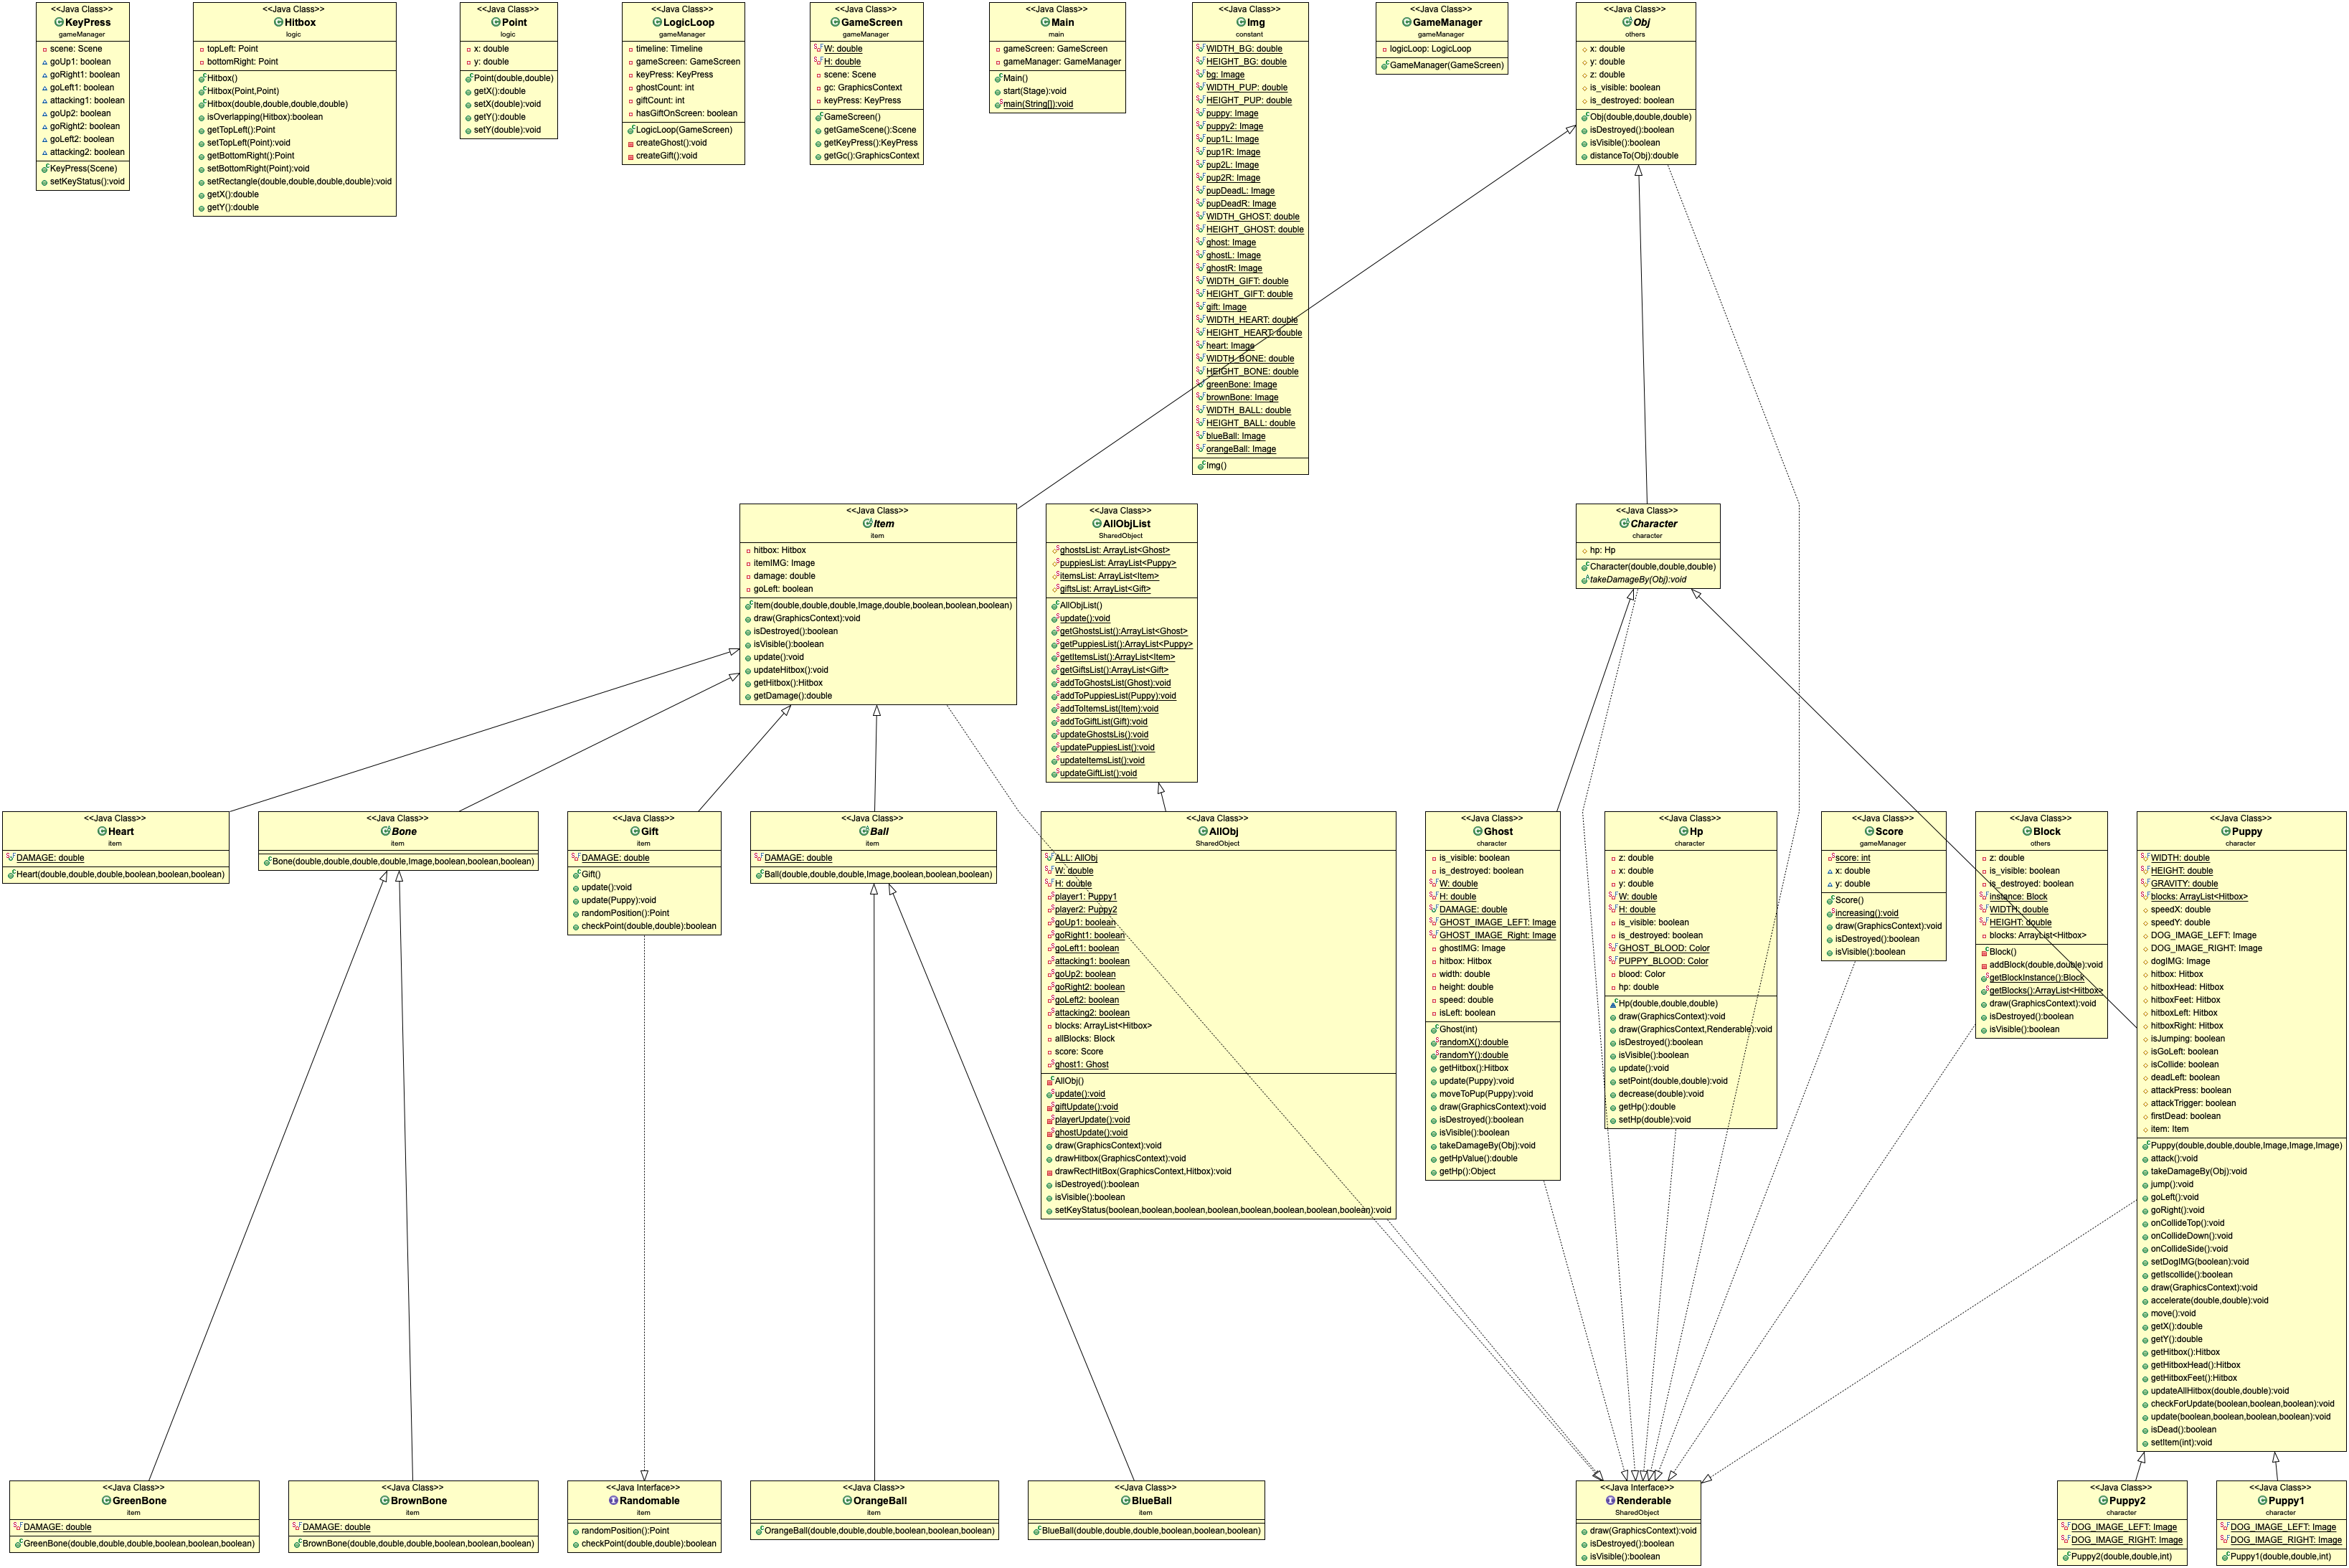 <<Java Class>>
KeyPress
gameManager
scene: Scene
goUp1: boolean
goRight1: boolean
goLeft1: boolean
attacking1: boolean
goUp2: boolean
goRight2: boolean
goLeft2: boolean
attacking2: boolean
KeyPress(Scene)
setKeyStatus():void
<<Java Class>>
Hitbox
logic
topLeft: Point
bottomRight: Point
Hitbox()
Hitbox(Point,Point)
Hitbox(double,double,double,double)
isOverlapping(Hitbox):boolean
getTopLeft():Point
setTopLeft(Point):void
getBottomRight():Point
setBottomRight(Point):void
setRectangle(double,double,double,double):void
getX():double
getY():double
<<Java Class>>
Point
logic
x: double
y: double
Point(double,double)
getX():double
setX(double):void
getY():double
setY(double):void
<<Java Class>>
LogicLoop
gameManager
timeline: Timeline
gameScreen: GameScreen
keyPress: KeyPress
ghostCount: int
giftCount: int
hasGiftOnScreen: boolean
LogicLoop(GameScreen)
createGhost():void
createGift():void
<<Java Class>>
GameScreen
gameManager
W: double
H: double
scene: Scene
gc: GraphicsContext
keyPress: KeyPress
GameScreen()
getGameScene():Scene
getKeyPress():KeyPress
getGc():GraphicsContext
<<Java Class>>
Main
main
gameScreen: GameScreen
gameManager: GameManager
Main()
start(Stage):void
main(String[]):void
<<Java Class>>
Img
constant
WIDTH_BG: double
HEIGHT_BG: double
bg: Image
WIDTH_PUP: double
HEIGHT_PUP: double
puppy: Image
puppy2: Image
pup1L: Image
pup1R: Image
pup2L: Image
pup2R: Image
pupDeadL: Image
pupDeadR: Image
WIDTH_GHOST: double
HEIGHT_GHOST: double
ghost: Image
ghostL: Image
ghostR: Image
WIDTH_GIFT: double
HEIGHT_GIFT: double
gift: Image
WIDTH_HEART: double
HEIGHT_HEART: double
heart: Image
WIDTH_BONE: double
HEIGHT_BONE: double
greenBone: Image
brownBone: Image
WIDTH_BALL: double
HEIGHT_BALL: double
blueBall: Image
orangeBall: Image
Img()
<<Java Class>>
GameManager
gameManager
logicLoop: LogicLoop
GameManager(GameScreen)
<<Java Class>>
Obj
others
x: double
y: double
z: double
is_visible: boolean
is_destroyed: boolean
Obj(double,double,double)
isDestroyed():boolean
isVisible():boolean
distanceTo(Obj):double
<<Java Class>>
Item
item
hitbox: Hitbox
itemIMG: Image
damage: double
goLeft: boolean
Item(double,double,double,Image,double,boolean,boolean,boolean)
draw(GraphicsContext):void
isDestroyed():boolean
isVisible():boolean
update():void
updateHitbox():void
getHitbox():Hitbox
getDamage():double
<<Java Class>>
AllObjList
SharedObject
ghostsList: ArrayList<Ghost>
puppiesList: ArrayList<Puppy>
itemsList: ArrayList<Item>
giftsList: ArrayList<Gift>
AllObjList()
update():void
getGhostsList():ArrayList<Ghost>
getPuppiesList():ArrayList<Puppy>
getItemsList():ArrayList<Item>
getGiftsList():ArrayList<Gift>
addToGhostsList(Ghost):void
addToPuppiesList(Puppy):void
addToItemsList(Item):void
addToGiftList(Gift):void
updateGhostsLis():void
updatePuppiesList():void
updateItemsList():void
updateGiftList():void
<<Java Class>>
Character
character
hp: Hp
Character(double,double,double)
takeDamageBy(Obj):void
<<Java Class>>
Heart
item
DAMAGE: double
Heart(double,double,double,boolean,boolean,boolean)
<<Java Class>>
Bone
item
Bone(double,double,double,double,Image,boolean,boolean,boolean)
<<Java Class>>
Gift
item
DAMAGE: double
Gift()
update():void
update(Puppy):void
randomPosition():Point
checkPoint(double,double):boolean
<<Java Class>>
Ball
item
DAMAGE: double
Ball(double,double,double,Image,boolean,boolean,boolean)
<<Java Class>>
AllObj
SharedObject
ALL: AllObj
W: double
H: double
player1: Puppy1
player2: Puppy2
goUp1: boolean
goRight1: boolean
goLeft1: boolean
attacking1: boolean
goUp2: boolean
goRight2: boolean
goLeft2: boolean
attacking2: boolean
blocks: ArrayList<Hitbox>
allBlocks: Block
score: Score
ghost1: Ghost
AllObj()
update():void
giftUpdate():void
playerUpdate():void
ghostUpdate():void
draw(GraphicsContext):void
drawHitbox(GraphicsContext):void
drawRectHitBox(GraphicsContext,Hitbox):void
isDestroyed():boolean
isVisible():boolean
setKeyStatus(boolean,boolean,boolean,boolean,boolean,boolean,boolean,boolean):void
<<Java Class>>
Ghost
character
is_visible: boolean
is_destroyed: boolean
W: double
H: double
DAMAGE: double
GHOST_IMAGE_LEFT: Image
GHOST_IMAGE_Right: Image
ghostIMG: Image
hitbox: Hitbox
width: double
height: double
speed: double
isLeft: boolean
Ghost(int)
randomX():double
randomY():double
getHitbox():Hitbox
update(Puppy):void
moveToPup(Puppy):void
draw(GraphicsContext):void
isDestroyed():boolean
isVisible():boolean
takeDamageBy(Obj):void
getHpValue():double
getHp():Object
<<Java Class>>
Hp
character
z: double
x: double
y: double
W: double
H: double
is_visible: boolean
is_destroyed: boolean
GHOST_BLOOD: Color
PUPPY_BLOOD: Color
blood: Color
hp: double
Hp(double,double,double)
draw(GraphicsContext):void
draw(GraphicsContext,Renderable):void
isDestroyed():boolean
isVisible():boolean
update():void
setPoint(double,double):void
decrease(double):void
getHp():double
setHp(double):void
<<Java Class>>
Score
gameManager
score: int
x: double
y: double
Score()
increasing():void
draw(GraphicsContext):void
isDestroyed():boolean
isVisible():boolean
<<Java Class>>
Block
others
z: double
is_visible: boolean
is_destroyed: boolean
instance: Block
WIDTH: double
HEIGHT: double
blocks: ArrayList<Hitbox>
Block()
addBlock(double,double):void
getBlockInstance():Block
getBlocks():ArrayList<Hitbox>
draw(GraphicsContext):void
isDestroyed():boolean
isVisible():boolean
<<Java Class>>
Puppy
character
WIDTH: double
HEIGHT: double
GRAVITY: double
blocks: ArrayList<Hitbox>
speedX: double
speedY: double
DOG_IMAGE_LEFT: Image
DOG_IMAGE_RIGHT: Image
dogIMG: Image
hitbox: Hitbox
hitboxHead: Hitbox
hitboxFeet: Hitbox
hitboxLeft: Hitbox
hitboxRight: Hitbox
isJumping: boolean
isGoLeft: boolean
isCollide: boolean
deadLeft: boolean
attackPress: boolean
attackTrigger: boolean
firstDead: boolean
item: Item
Puppy(double,double,double,Image,Image,Image)
attack():void
takeDamageBy(Obj):void
jump():void
goLeft():void
goRight():void
onCollideTop():void
onCollideDown():void
onCollideSide():void
setDogIMG(boolean):void
getIscollide():boolean
draw(GraphicsContext):void
accelerate(double,double):void
move():void
getX():double
getY():double
getHitbox():Hitbox
getHitboxHead():Hitbox
getHitboxFeet():Hitbox
updateAllHitbox(double,double):void
checkForUpdate(boolean,boolean,boolean):void
update(boolean,boolean,boolean,boolean):void
isDead():boolean
setItem(int):void
<<Java Class>>
GreenBone
item
DAMAGE: double
GreenBone(double,double,double,boolean,boolean,boolean)
<<Java Class>>
BrownBone
item
DAMAGE: double
BrownBone(double,double,double,boolean,boolean,boolean)
<<Java Interface>>
Randomable
item
randomPosition():Point
checkPoint(double,double):boolean
<<Java Class>>
OrangeBall
item
OrangeBall(double,double,double,boolean,boolean,boolean)
<<Java Class>>
BlueBall
item
BlueBall(double,double,double,boolean,boolean,boolean)
<<Java Interface>>
Renderable
SharedObject
draw(GraphicsContext):void
isDestroyed():boolean
isVisible():boolean
<<Java Class>>
Puppy2
character
DOG_IMAGE_LEFT: Image
DOG_IMAGE_RIGHT: Image
Puppy2(double,double,int)
<<Java Class>>
Puppy1
character
DOG_IMAGE_LEFT: Image
DOG_IMAGE_RIGHT: Image
Puppy1(double,double,int)